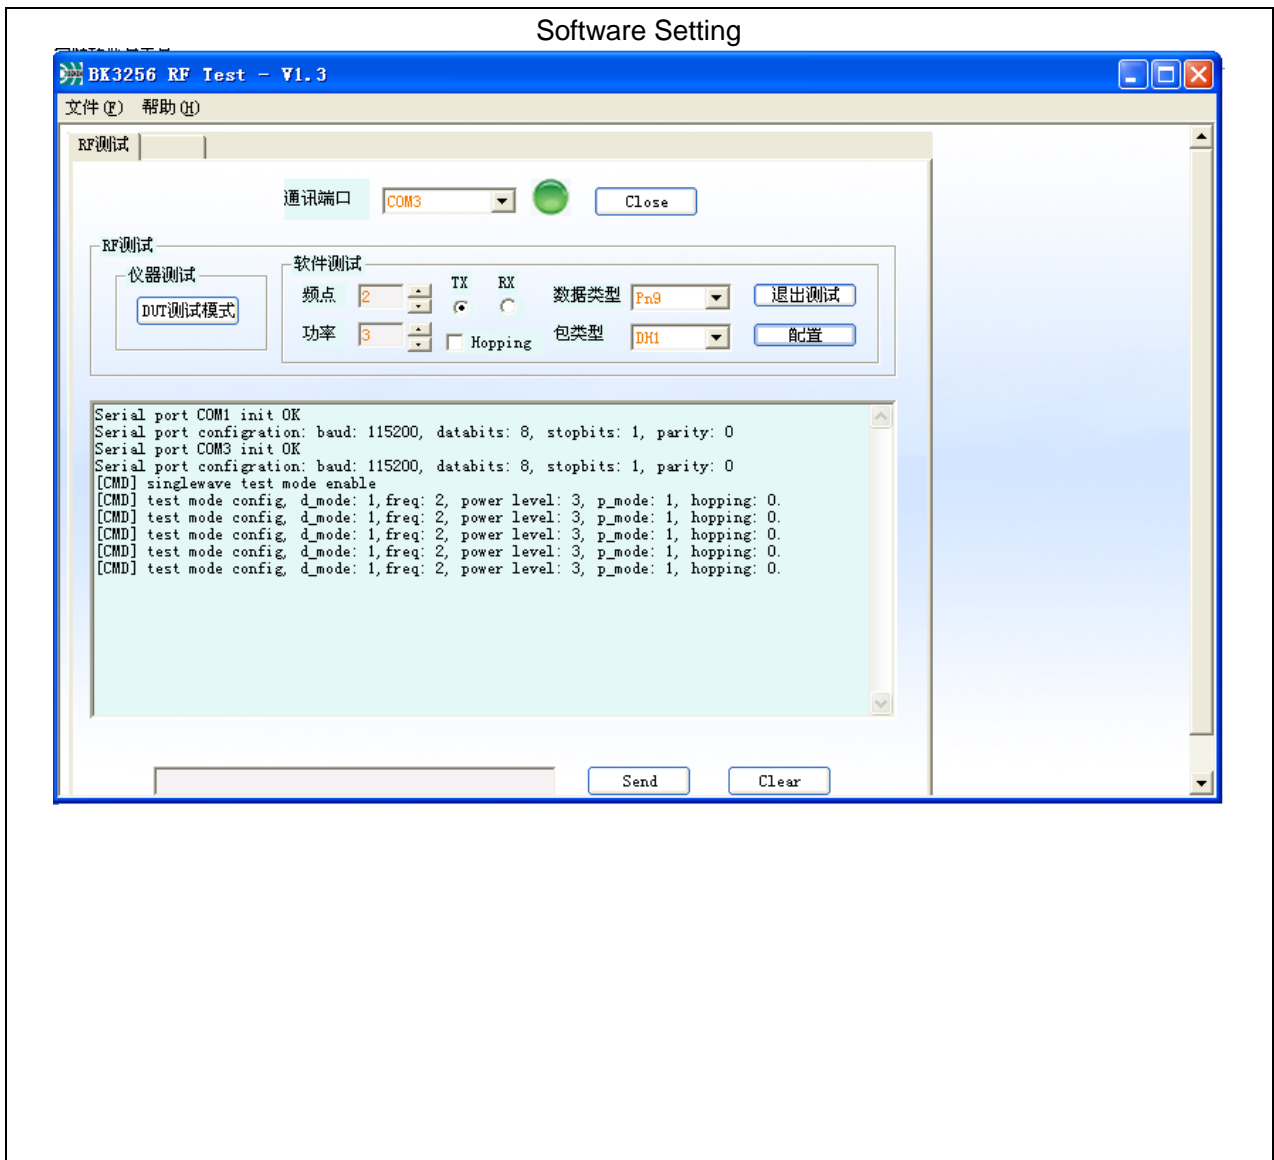 Software Setting
BK3256 RF Test - V1.3
文件(F) 帮助(H)
RF测试
通讯端口 COM3 Close
RF测试
仪器测试 软件测试
频点 2 TX RX 数据类型 Pn9 退出测试
DUT测试模式
功率 3 Hopping 包类型 DH1 配置
Serial port COM1 init OK
Serial port configration: baud: 115200, databits: 8, stopbits: 1, parity: 0
Serial port COM3 init OK
Serial port configration: baud: 115200, databits: 8, stopbits: 1, parity: 0
[CMD] singlewave test mode enable
[CMD] test mode config, d_mode: 1,freq: 2, power level: 3, p_mode: 1, hopping: 0.
[CMD] test mode config, d_mode: 1,freq: 2, power level: 3, p_mode: 1, hopping: 0.
[CMD] test mode config, d_mode: 1,freq: 2, power level: 3, p_mode: 1, hopping: 0.
[CMD] test mode config, d_mode: 1,freq: 2, power level: 3, p_mode: 1, hopping: 0.
[CMD] test mode config, d_mode: 1,freq: 2, power level: 3, p_mode: 1, hopping: 0.
Send Clear